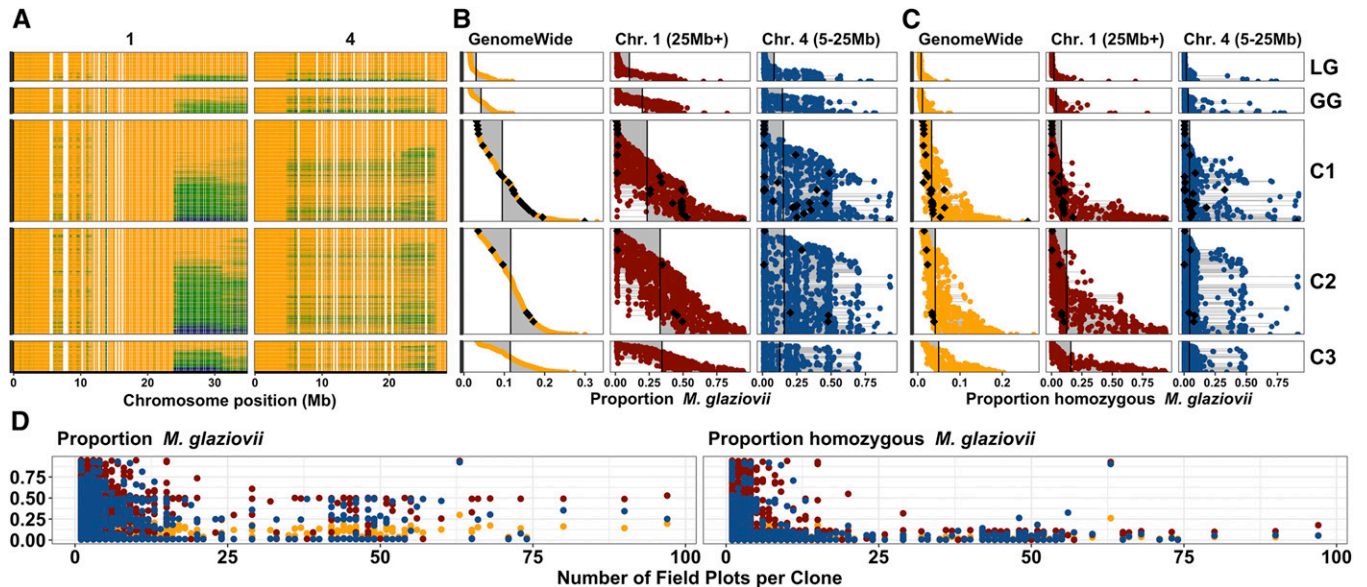 A
B
C
1
4
GenomeWide
Chr. 1 (25Mb+)
Chr. 4 (5-25Mb)
GenomeWide
Chr. 1 (25Mb+)
Chr. 4 (5-25Mb)
LG
GG
C1
C2
C3
0 10 20 30
0 10 20
0.0 0.1 0.2 0.3
0.00 0.25 0.50 0.75
0.00 0.25 0.50 0.75
0.0 0.1 0.2
0.00 0.25 0.50 0.75
0.00 0.25 0.50 0.75
Chromosome position (Mb)
Proportion M. glaziovii
Proportion homozygous M. glaziovii
D
Proportion M. glaziovii
Proportion homozygous M. glaziovii
0.75
0.50
0.25
0.00
0 25 50 75 100
0 25 50 75 100
Number of Field Plots per Clone